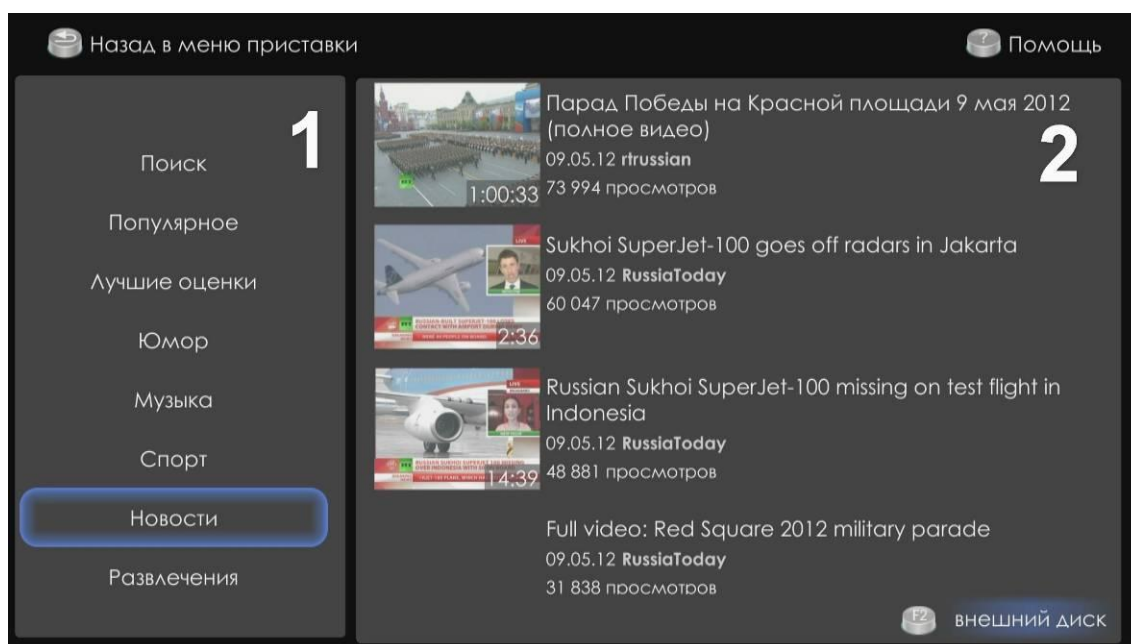 Назад в меню приставки
? Помощь
1
Поиск
Популярное
Лучшие оценки
Юмор
Музыка
Спорт
Новости
Развлечения
2
Парад Победы на Красной площади 9 мая 2012
(полное видео)
09.05.12 rtrussian
73 994 просмотров
1:00:33
Sukhoi SuperJet-100 goes off radars in Jakarta
09.05.12 RussiaToday
60 047 просмотров
LIVE
2:36
Russian Sukhoi SuperJet-100 missing on test flight in
Indonesia
09.05.12 RussiaToday
48 881 просмотров
LIVE
14:39
Full video: Red Square 2012 military parade
09.05.12 RussiaToday
31 838 просмотров
F2 внешний диск